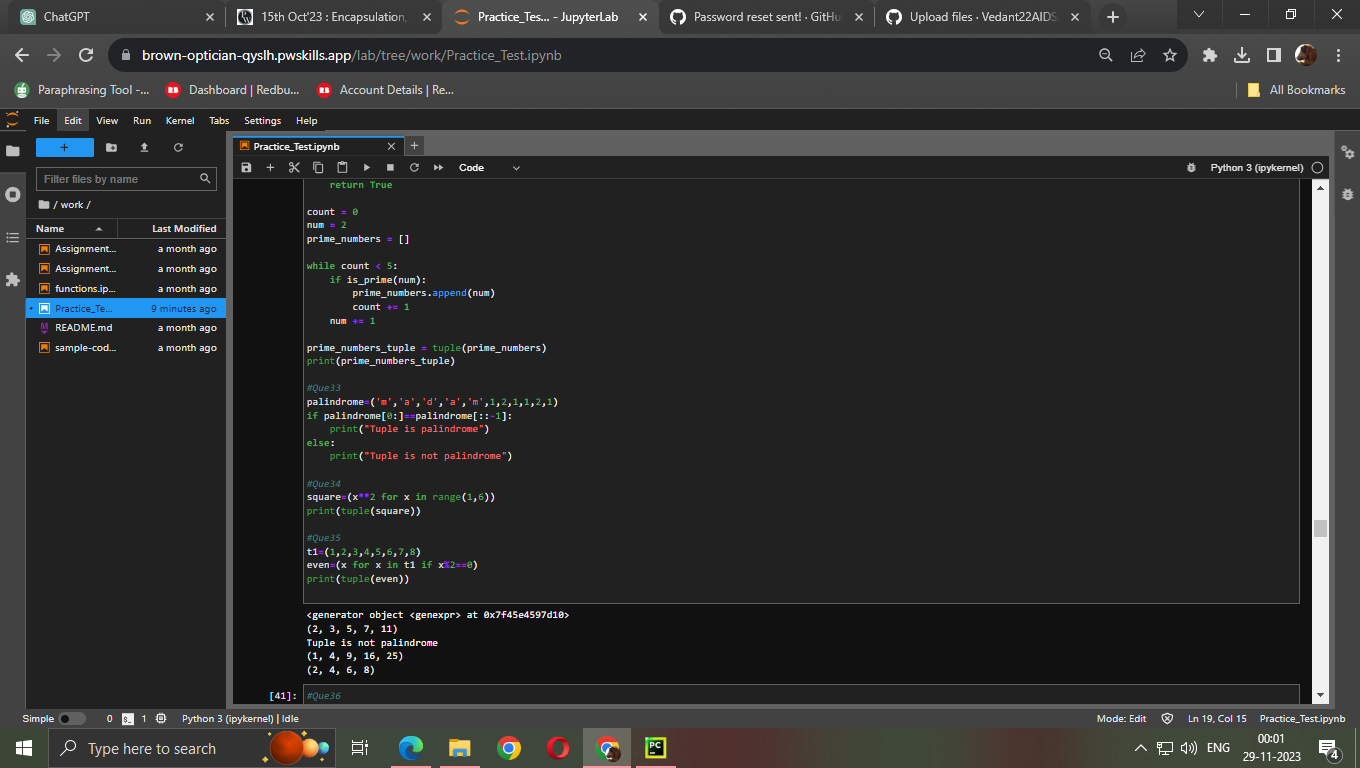 ChatGPT
15th Oct'23 : Encapsulation,
Practice_Tes... - JupyterLab
Password reset sent! · GitHu
Upload files · Vedant22AIDS
brown-optician-qyslh.pwskills.app/lab/tree/work/Practice_Test.ipynb
Paraphrasing Tool -...
Dashboard | Redbu...
Account Details | Re...
All Bookmarks
File Edit View Run Kernel Tabs Settings Help
Filter files by name
/ work /
Name Last Modified
Assignment... a month ago
Assignment... a month ago
functions.ip... a month ago
Practice_Te... 9 minutes ago
README.md a month ago
sample-cod... a month ago
Practice_Test.ipynb
Code
Python 3 (ipykernel)
return True
count = 0
num = 2
prime_numbers = []
while count < 5:
if is_prime(num):
prime_numbers.append(num)
count += 1
num += 1
prime_numbers_tuple = tuple(prime_numbers)
print(prime_numbers_tuple)
#Que33
palindrome=('m','a','d','a','m',1,2,1,1,2,1)
if palindrome[0:]==palindrome[::-1]:
print("Tuple is palindrome")
else:
print("Tuple is not palindrome")
#Que34
square=(x**2 for x in range(1,6))
print(tuple(square))
#Que35
t1=(1,2,3,4,5,6,7,8)
even=(x for x in t1 if x%2==0)
print(tuple(even))
<generator object <genexpr> at 0x7f45e4597d10>
(2, 3, 5, 7, 11)
Tuple is not palindrome
(1, 4, 9, 16, 25)
(2, 4, 6, 8)
[41]: #Que36
Simple 0 1 Python 3 (ipykernel) | Idle
Mode: Edit Ln 19, Col 15 Practice_Test.ipynb
Type here to search
ENG
00:01
29-11-2023
4